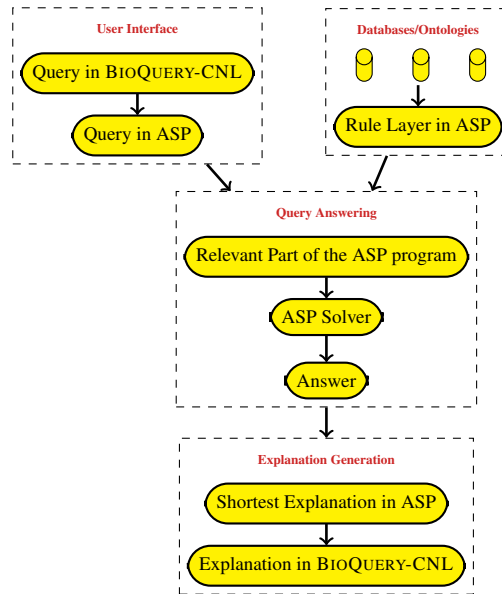 User Interface
Query in BIOQUERY-CNL
Query in ASP
Databases/Ontologies
Rule Layer in ASP
Query Answering
Relevant Part of the ASP program
ASP Solver
Answer
Explanation Generation
Shortest Explanation in ASP
Explanation in BIOQUERY-CNL